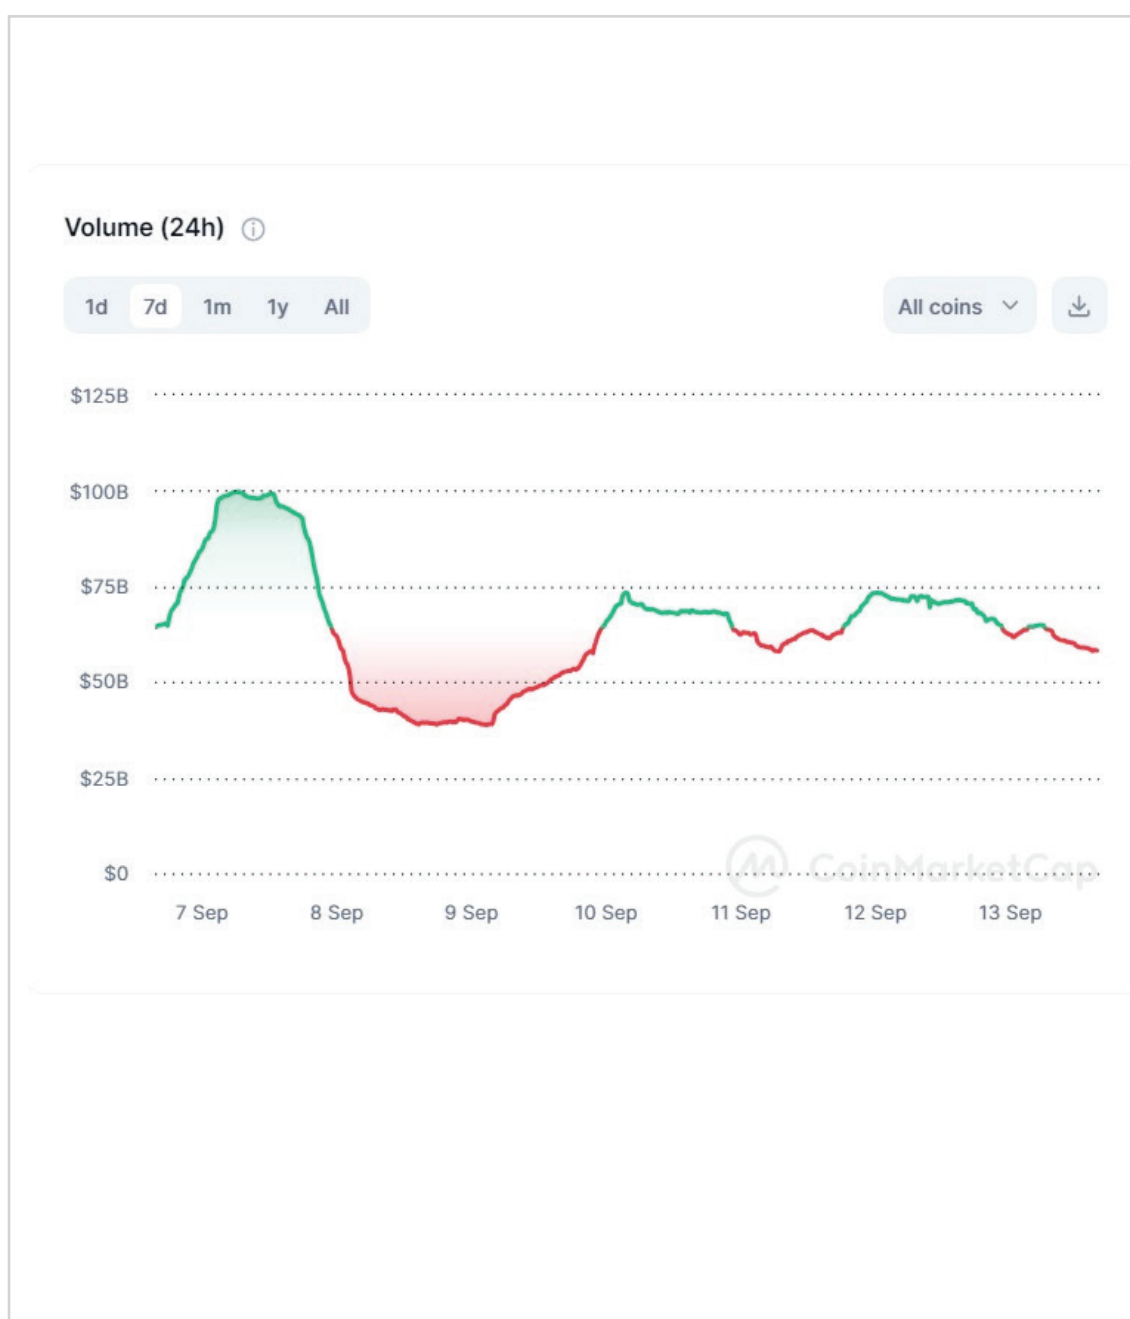 Volume (24h)
1d 7d 1m 1y All
All coins
$125B
$100B
$75B
$50B
$25B
$0
CoinMarketCap
7 Sep 8 Sep 9 Sep 10 Sep 11 Sep 12 Sep 13 Sep